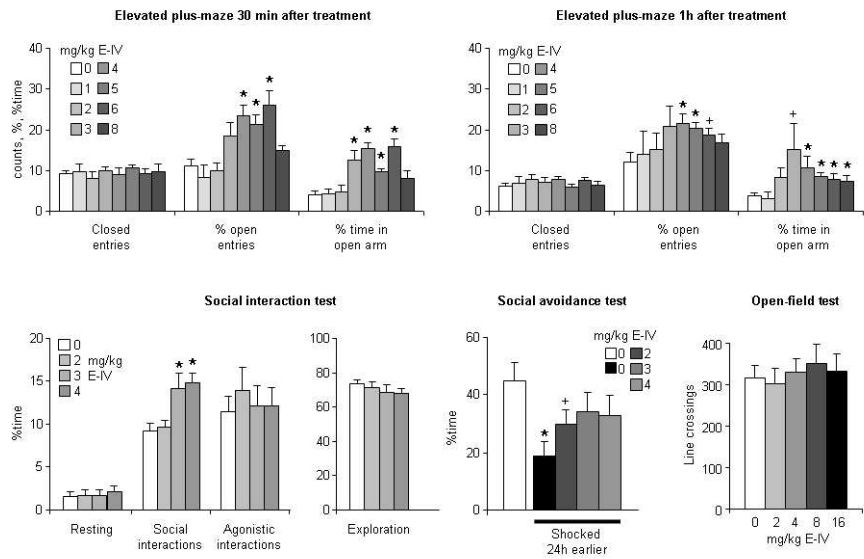 Elevated plus-maze 30 min after treatment
40
30
20
10
0
counts, %, %time
mg/kg E-IV
0 4
1 5
2 6
3 8
* * *
* * * *
Closed entries
% open entries
% time in open arm
Elevated plus-maze 1h after treatment
40
30
20
10
0
mg/kg E-IV
0 4
1 5
2 6
3 8
* * +
+ * * * *
Closed entries
% open entries
% time in open arm
Social interaction test
20
15
10
5
0
%time
0
2 mg/kg
3 E-IV
4
* *
Resting
Social interactions
Agonistic interactions
100
80
60
40
20
0
Exploration
Social avoidance test
60
40
20
0
%time
mg/kg E-IV
0 2
0 3
4
* +
Shocked
24h earlier
Open-field test
400
300
200
100
0
Line crossings
0 2 4 8 16
mg/kg E-IV